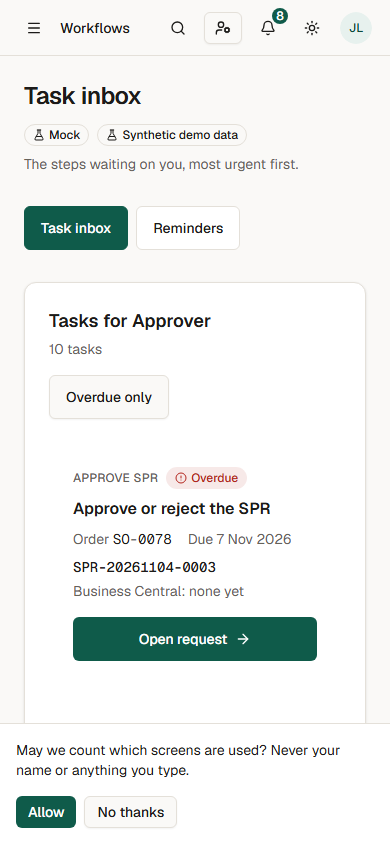 Workflows
8
JL
Task inbox
Mock
Synthetic demo data
The steps waiting on you, most urgent first.
Task inbox
Reminders
Tasks for Approver
10 tasks
Overdue only
APPROVE SPR
Overdue
Approve or reject the SPR
Order SO-0078 Due 7 Nov 2026
SPR-20261104-0003
Business Central: none yet
Open request →
May we count which screens are used? Never your
name or anything you type.
Allow
No thanks